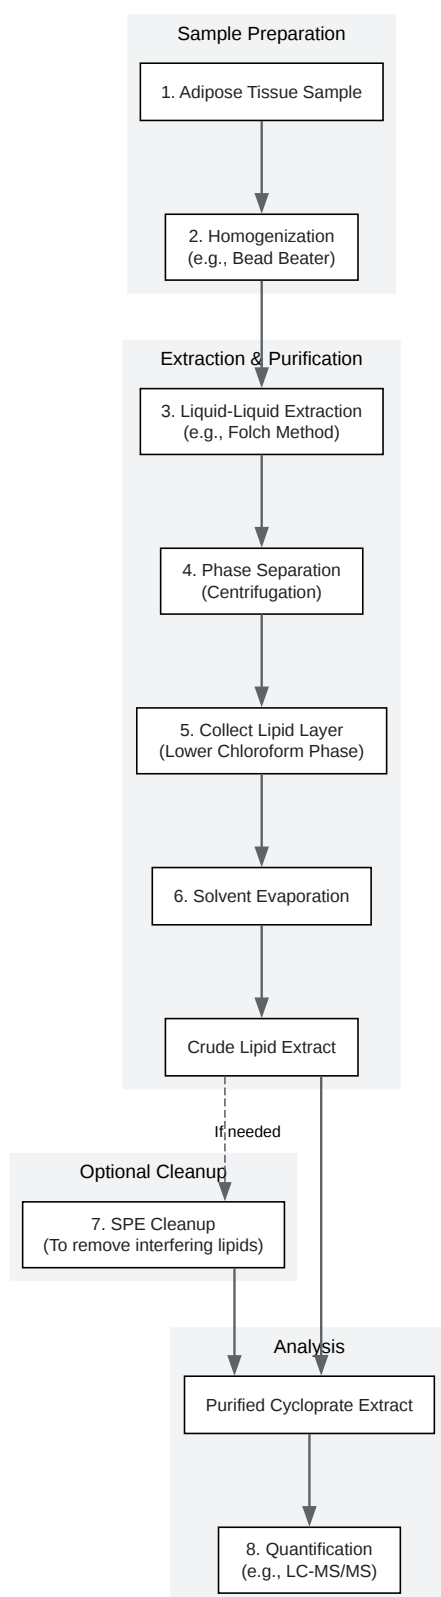 Sample Preparation
1. Adipose Tissue Sample
2. Homogenization
(e.g., Bead Beater)
Extraction & Purification
3. Liquid-Liquid Extraction
(e.g., Folch Method)
4. Phase Separation
(Centrifugation)
5. Collect Lipid Layer
(Lower Chloroform Phase)
6. Solvent Evaporation
Crude Lipid Extract
If needed
Optional Cleanup
7. SPE Cleanup
(To remove interfering lipids)
Analysis
Purified Cycloprate Extract
8. Quantification
(e.g., LC-MS/MS)